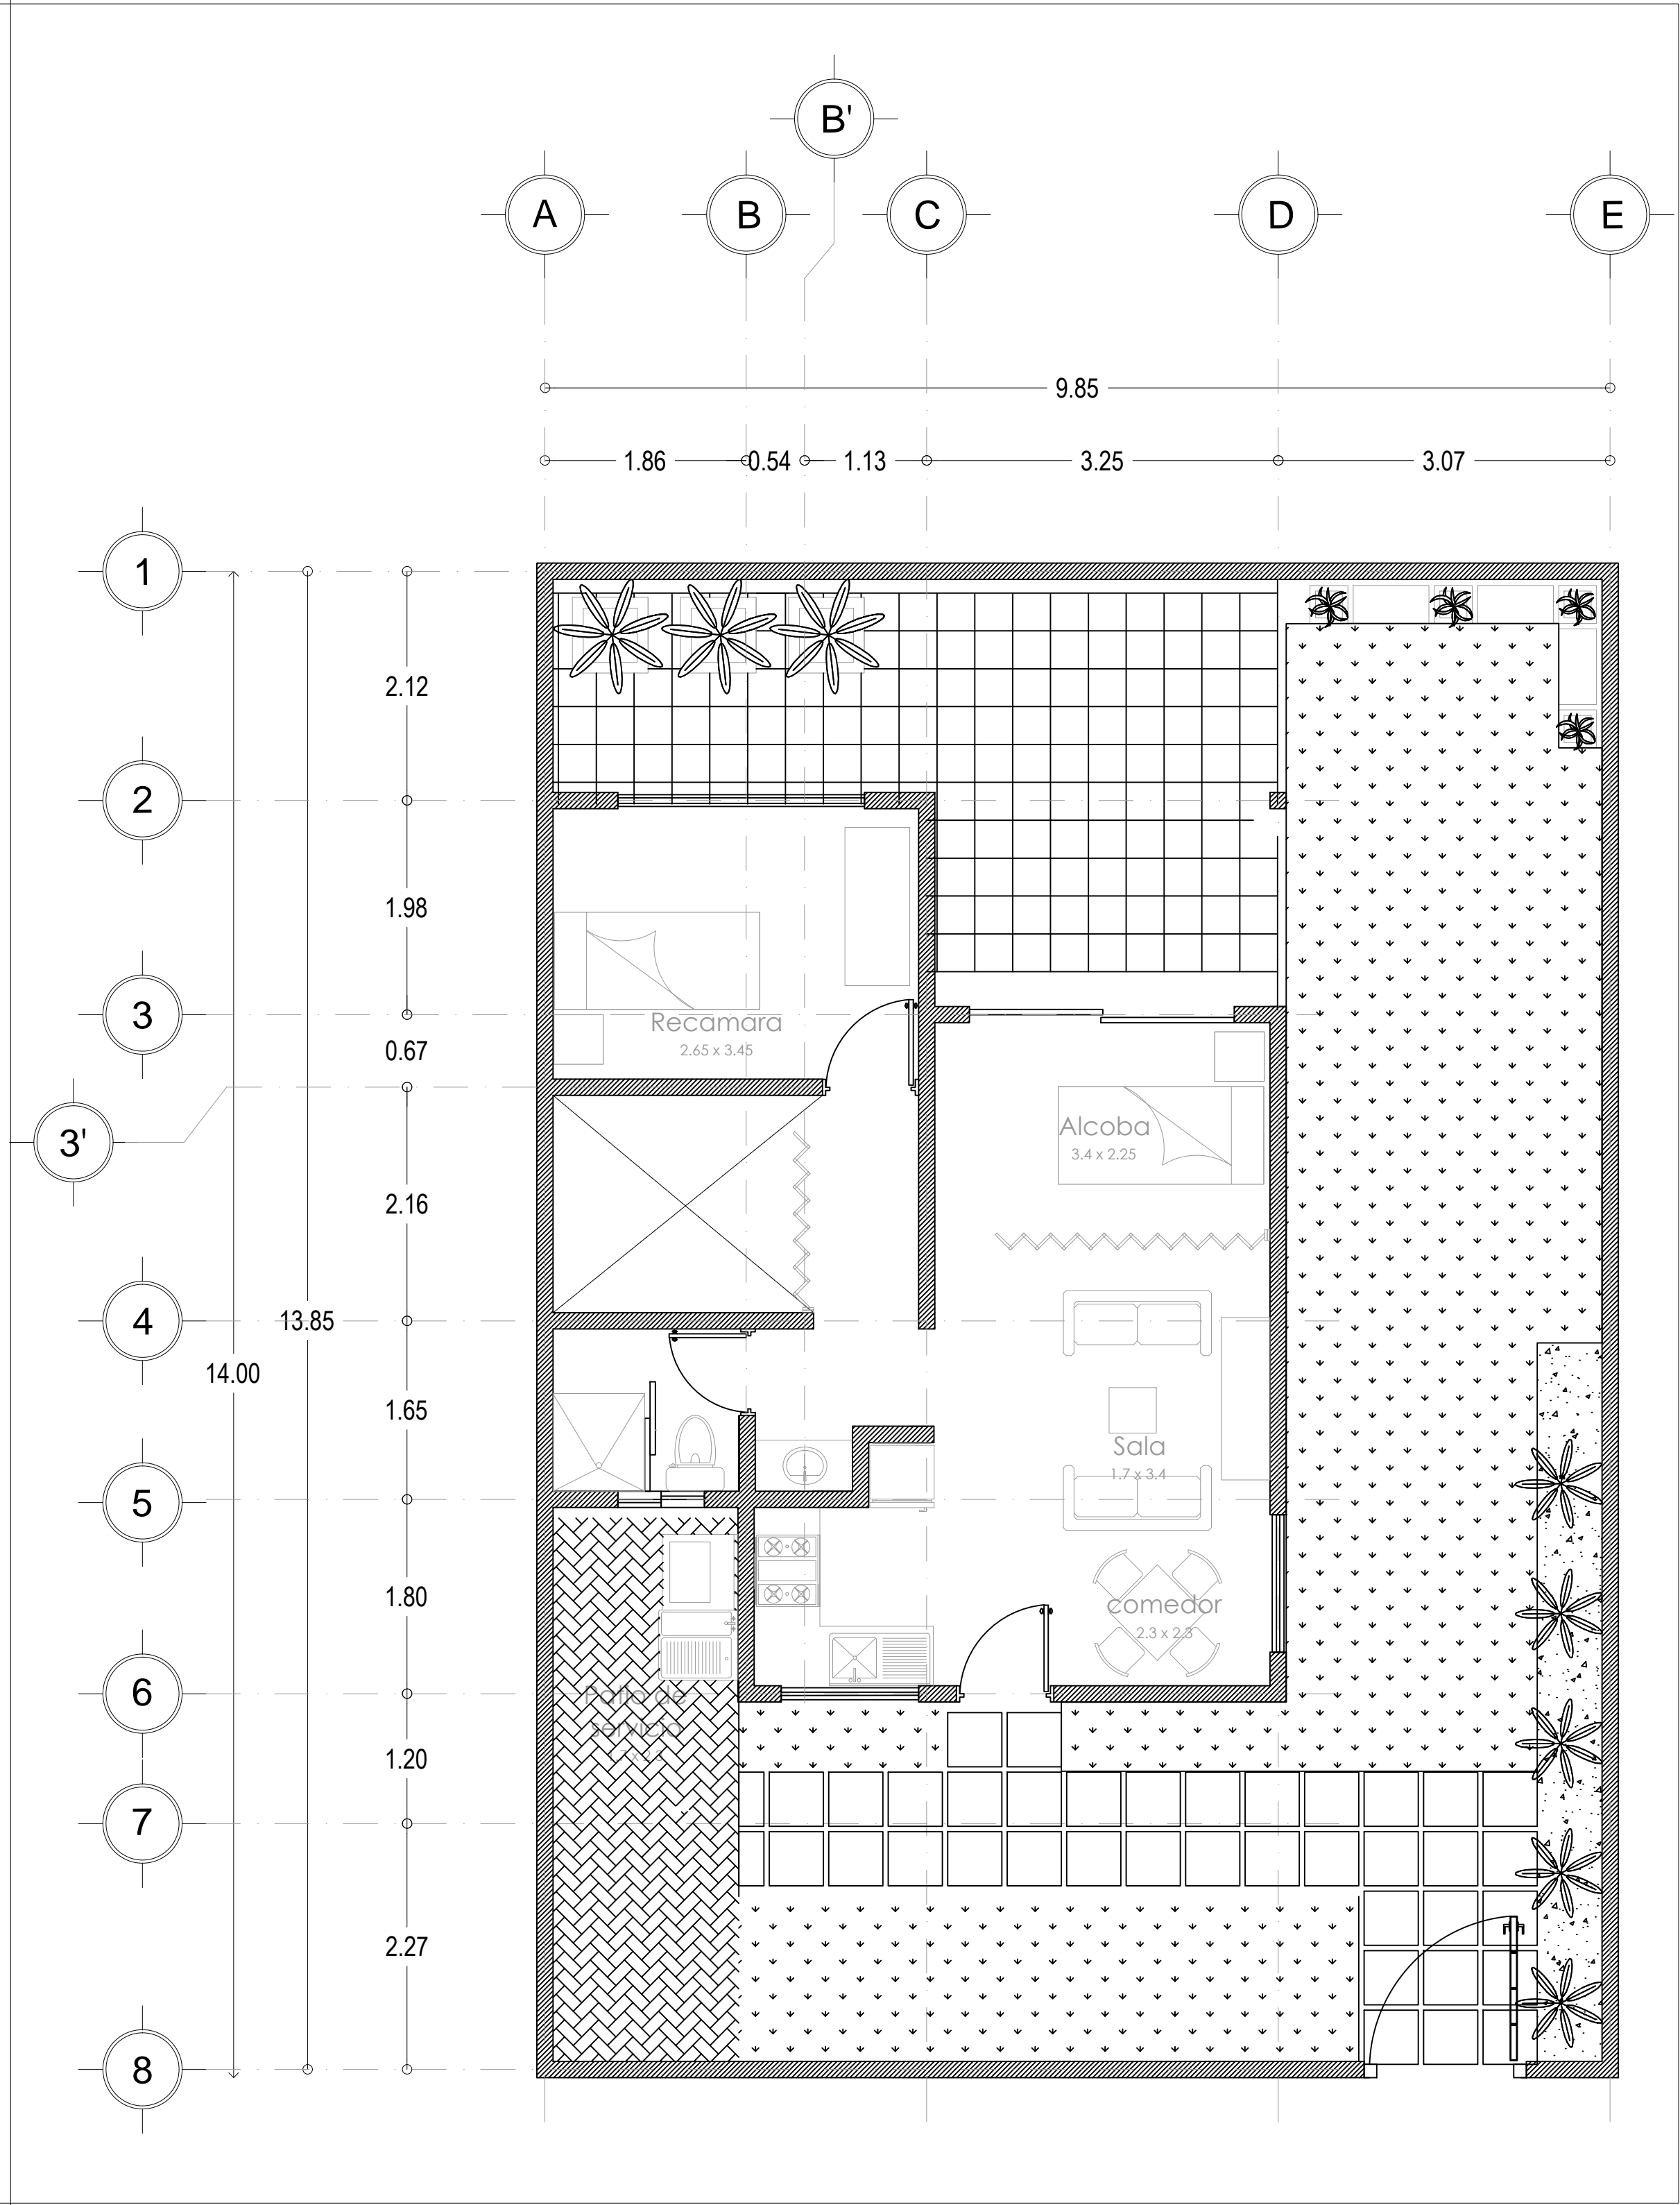 B'
A B C D E
9.85
1.86 0.54 1.13 3.25 3.07
1
2.12
2
1.98
3
Recamara
2.65 x 3.45
0.67
3'
Alcoba
3.4 x 2.25
2.16
4
13.85
14.00
1.65
Sala
1.7 x 3.4
5
1.80
comedor
2.3 x 2.3
6
Patio de
servicio
1.20
7
2.27
8